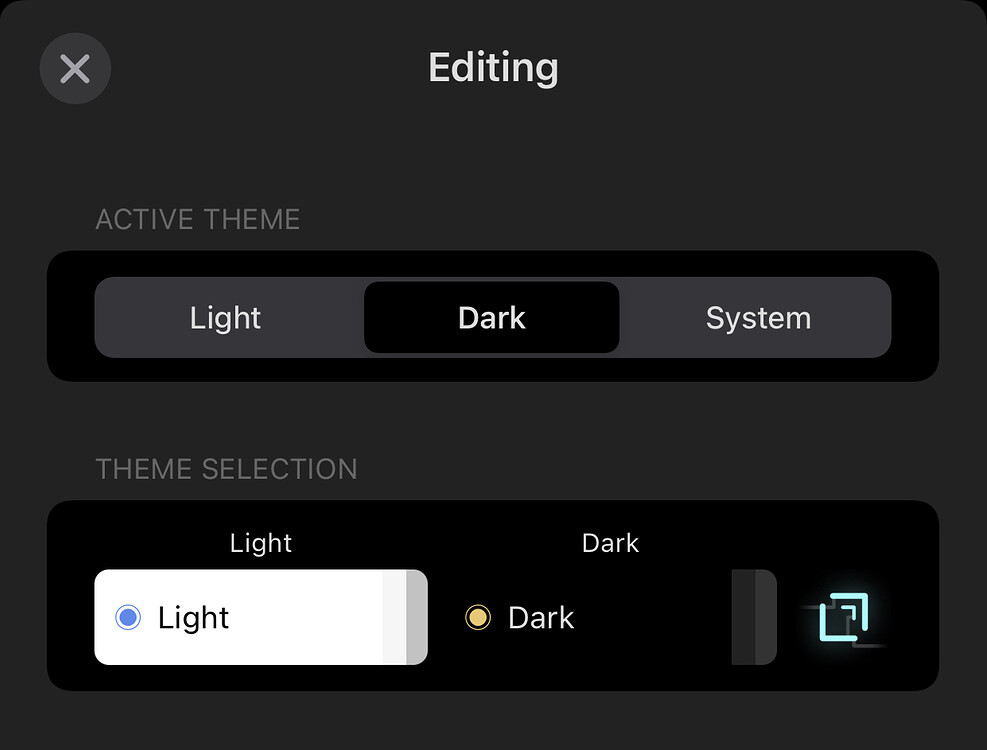 Editing
ACTIVE THEME
Light Dark System
THEME SELECTION
Light Dark
Light Dark